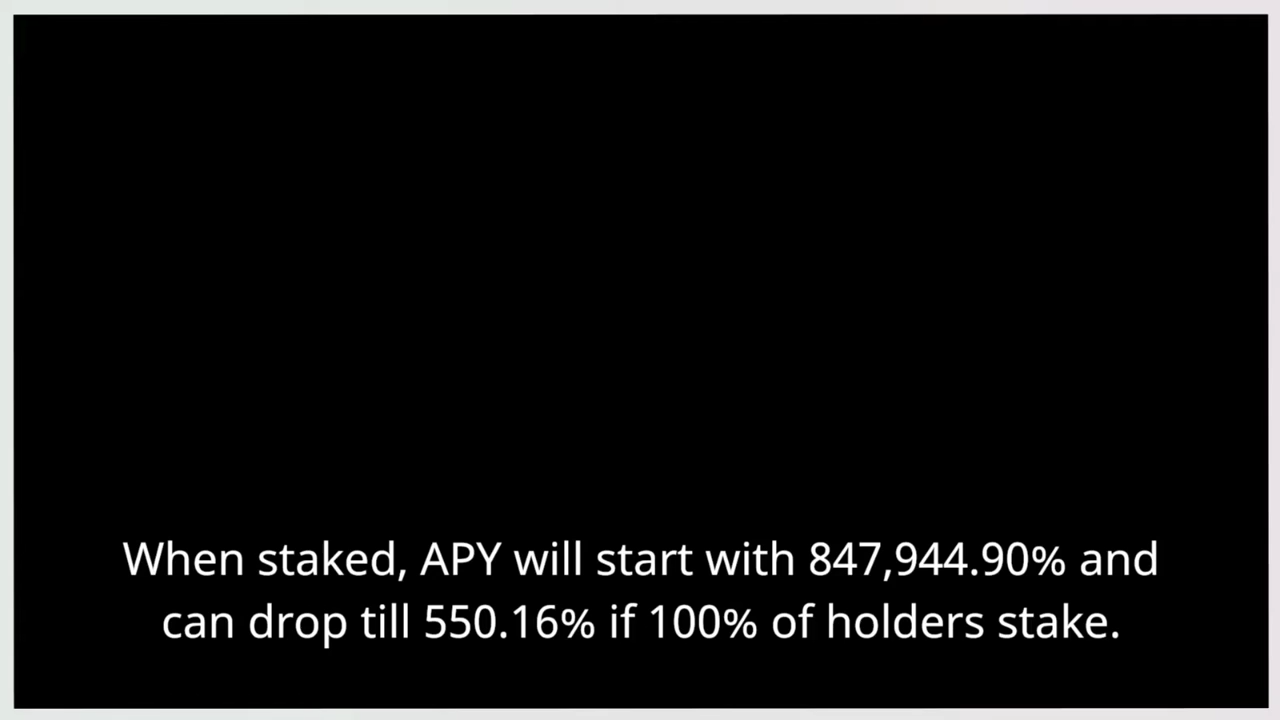 When staked, APY will start with 847,944.90% and
can drop till 550.16% if 100% of holders stake.